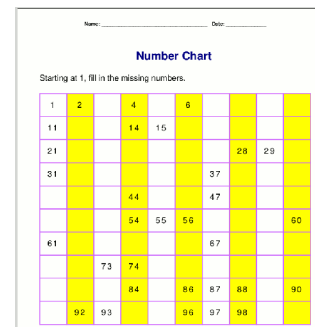 Name: ______________________________ Date: ____________
Number Chart
Starting at 1, fill in the missing numbers.
1 2 4 6
11 14 15
21 28 29
31 37
44 47
54 55 56 60
61 67
73 74
84 86 87 88 90
92 93 96 97 98